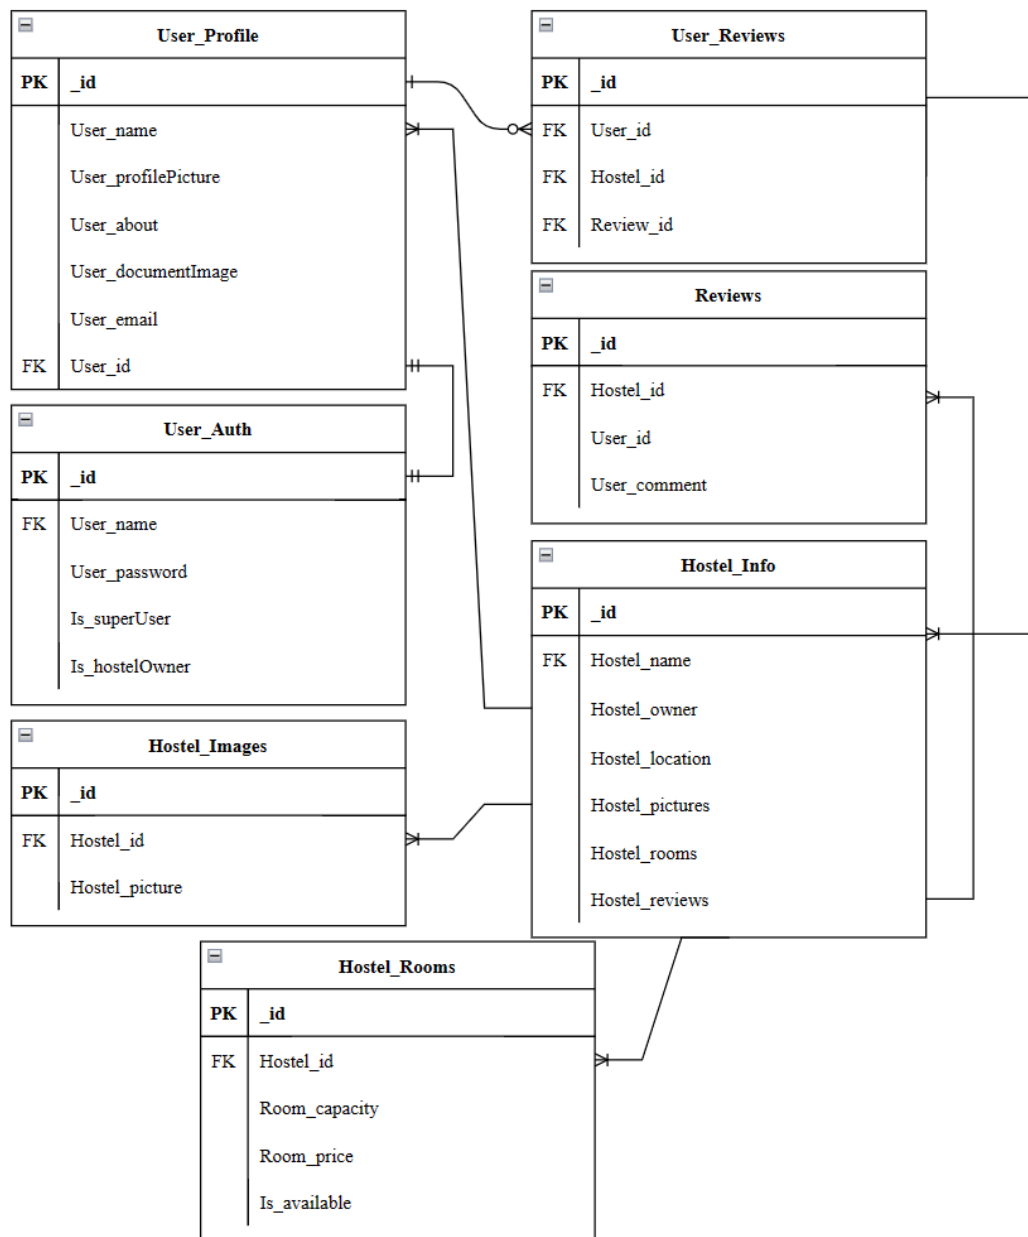 User_Profile
PK _id
User_name
User_profilePicture
User_about
User_documentImage
User_email
FK User_id
User_Auth
PK _id
FK User_name
User_password
Is_superUser
Is_hostelOwner
Hostel_Images
PK _id
FK Hostel_id
Hostel_picture
User_Reviews
PK _id
FK User_id
FK Hostel_id
FK Review_id
Reviews
PK _id
FK Hostel_id
User_id
User_comment
Hostel_Info
PK _id
FK Hostel_name
Hostel_owner
Hostel_location
Hostel_pictures
Hostel_rooms
Hostel_reviews
Hostel_Rooms
PK _id
FK Hostel_id
Room_capacity
Room_price
Is_available